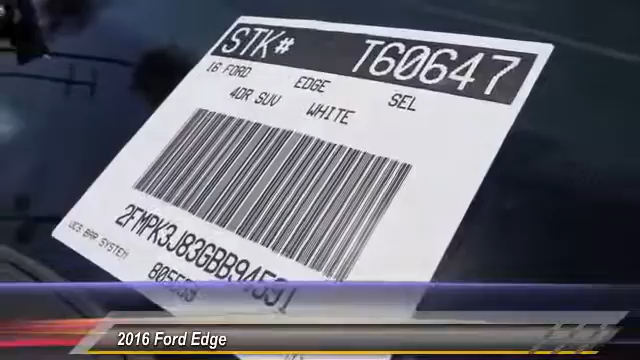 STK# T60647
16 FORD EDGE SEL
4DR SUV WHITE
2FMPK3J83GBB94591
UCS BAR SYSTEM
2016 Ford Edge